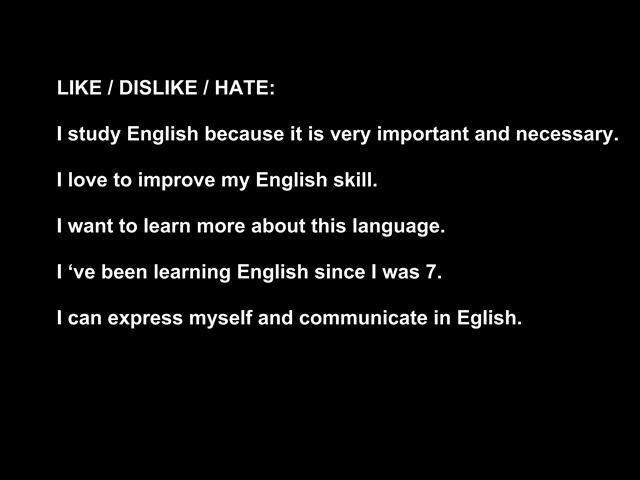 LIKE / DISLIKE / HATE:
I study English because it is very important and necessary.
I love to improve my English skill.
I want to learn more about this language.
I ‘ve been learning English since I was 7.
I can express myself and communicate in Eglish.